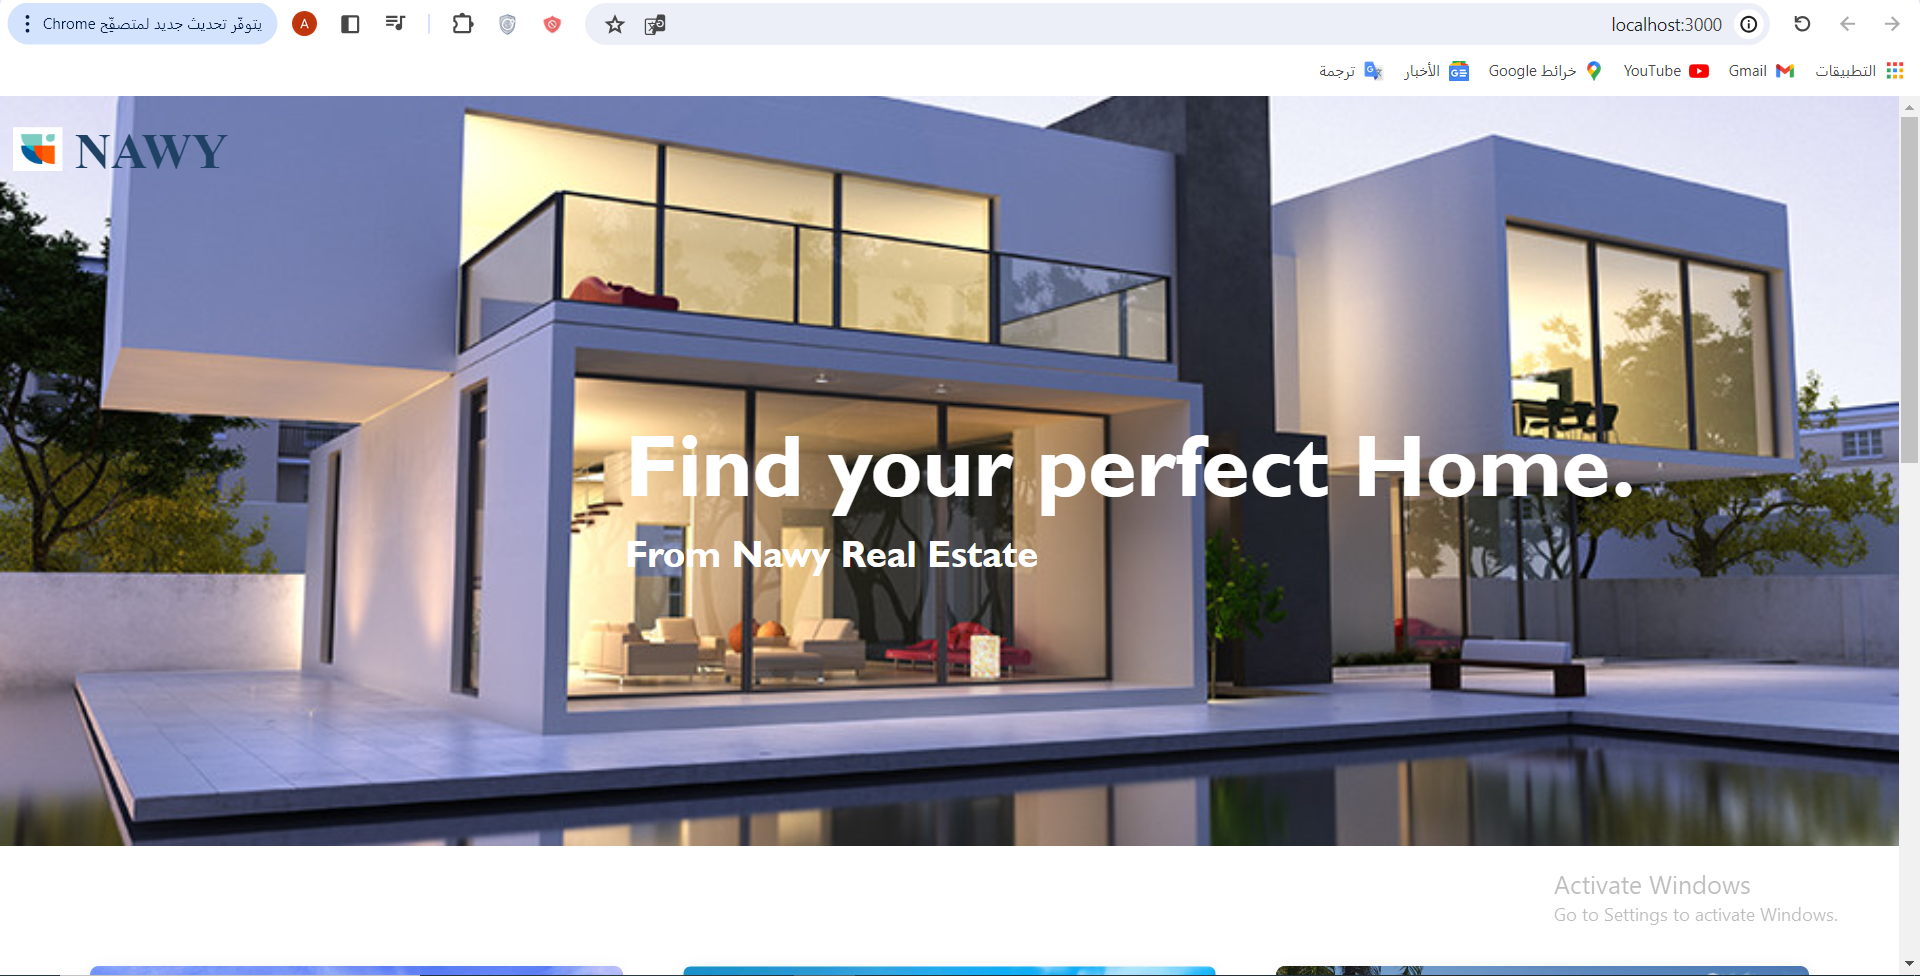 يتوفّر تحديث جديد لمتصفّح Chrome
A
localhost:3000
التطبيقات
Gmail
YouTube
خرائط Google
الأخبار
ترجمة
NAWY
Find your perfect Home.
From Nawy Real Estate
Activate Windows
Go to Settings to activate Windows.